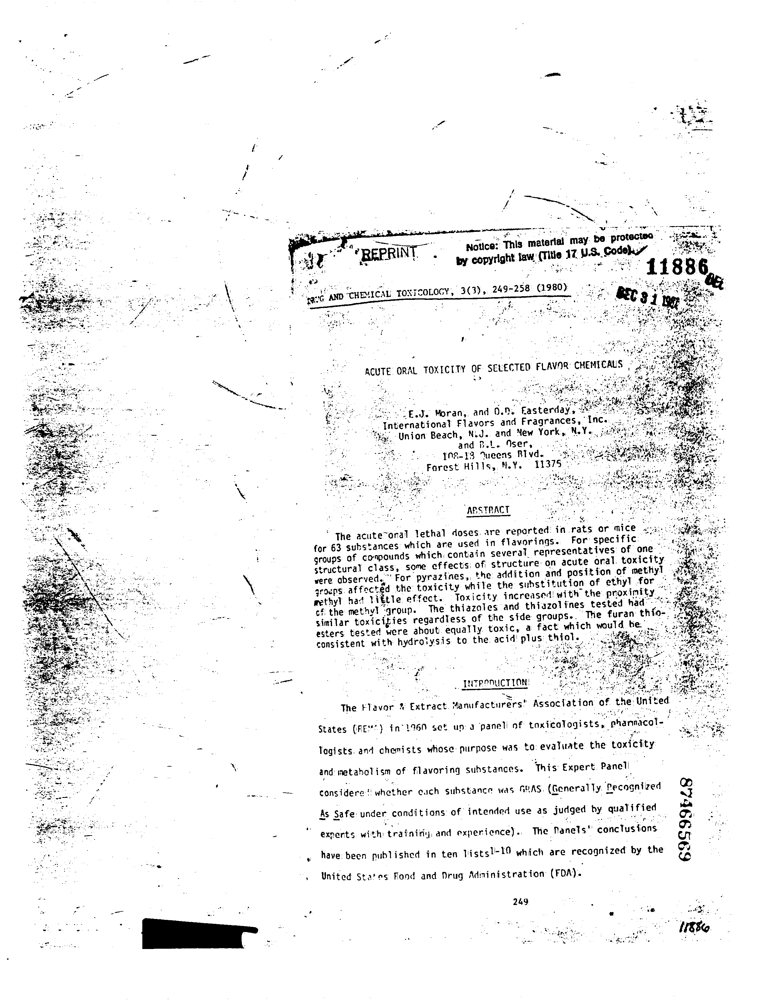 REPRINT
Notice: This material may be protected
by copyright law (Title 17 U.S. Code).
11886
DEC 31 1987
DRUG AND CHEMICAL TOXICOLOGY, 3(3), 249-258 (1980)
ACUTE ORAL TOXICITY OF SELECTED FLAVOR CHEMICALS
E.J. Moran, and O.D. Easterday,
International Flavors and Fragrances, Inc.
Union Beach, N.J. and New York, N.Y.
and B.L. Oser,
108-18 Queens Blvd.
Forest Hills, N.Y. 11375
ABSTRACT
The acute oral lethal doses are reported in rats or mice
for 63 substances which are used in flavorings. For specific
groups of compounds which contain several representatives of one
structural class, some effects of structure on acute oral toxicity
were observed. For pyrazines, the addition and position of methyl
groups affected the toxicity while the substitution of ethyl for
methyl had little effect. Toxicity increased with the proximity
of the methyl group. The thiazoles and thiazolines tested had
similar toxicities regardless of the side groups. The furan thio-
esters tested were about equally toxic, a fact which would be
consistent with hydrolysis to the acid plus thiol.
INTRODUCTION
The Flavor & Extract Manufacturers' Association of the United
States (FEMA) in 1960 set up a panel of toxicologists, pharmacol-
logists and chemists whose purpose was to evaluate the toxicity
and metabolism of flavoring substances. This Expert Panel
considered whether each substance was GRAS (Generally Recognized
As Safe under conditions of intended use as judged by qualified
experts with training and experience). The Panels' conclusions
have been published in ten lists1-10 which are recognized by the
United States Food and Drug Administration (FDA).
87466569
249
11886